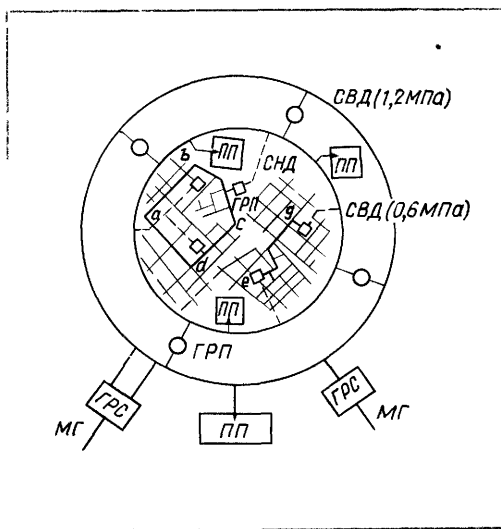 СВД(1,2МПа)
ПП
СНД
ПП
ГРП
СВД(0,6МПа)
b
a
c
g
d
e
ПП
ГРП
ГРС
МГ
ПП
ГРС
МГ